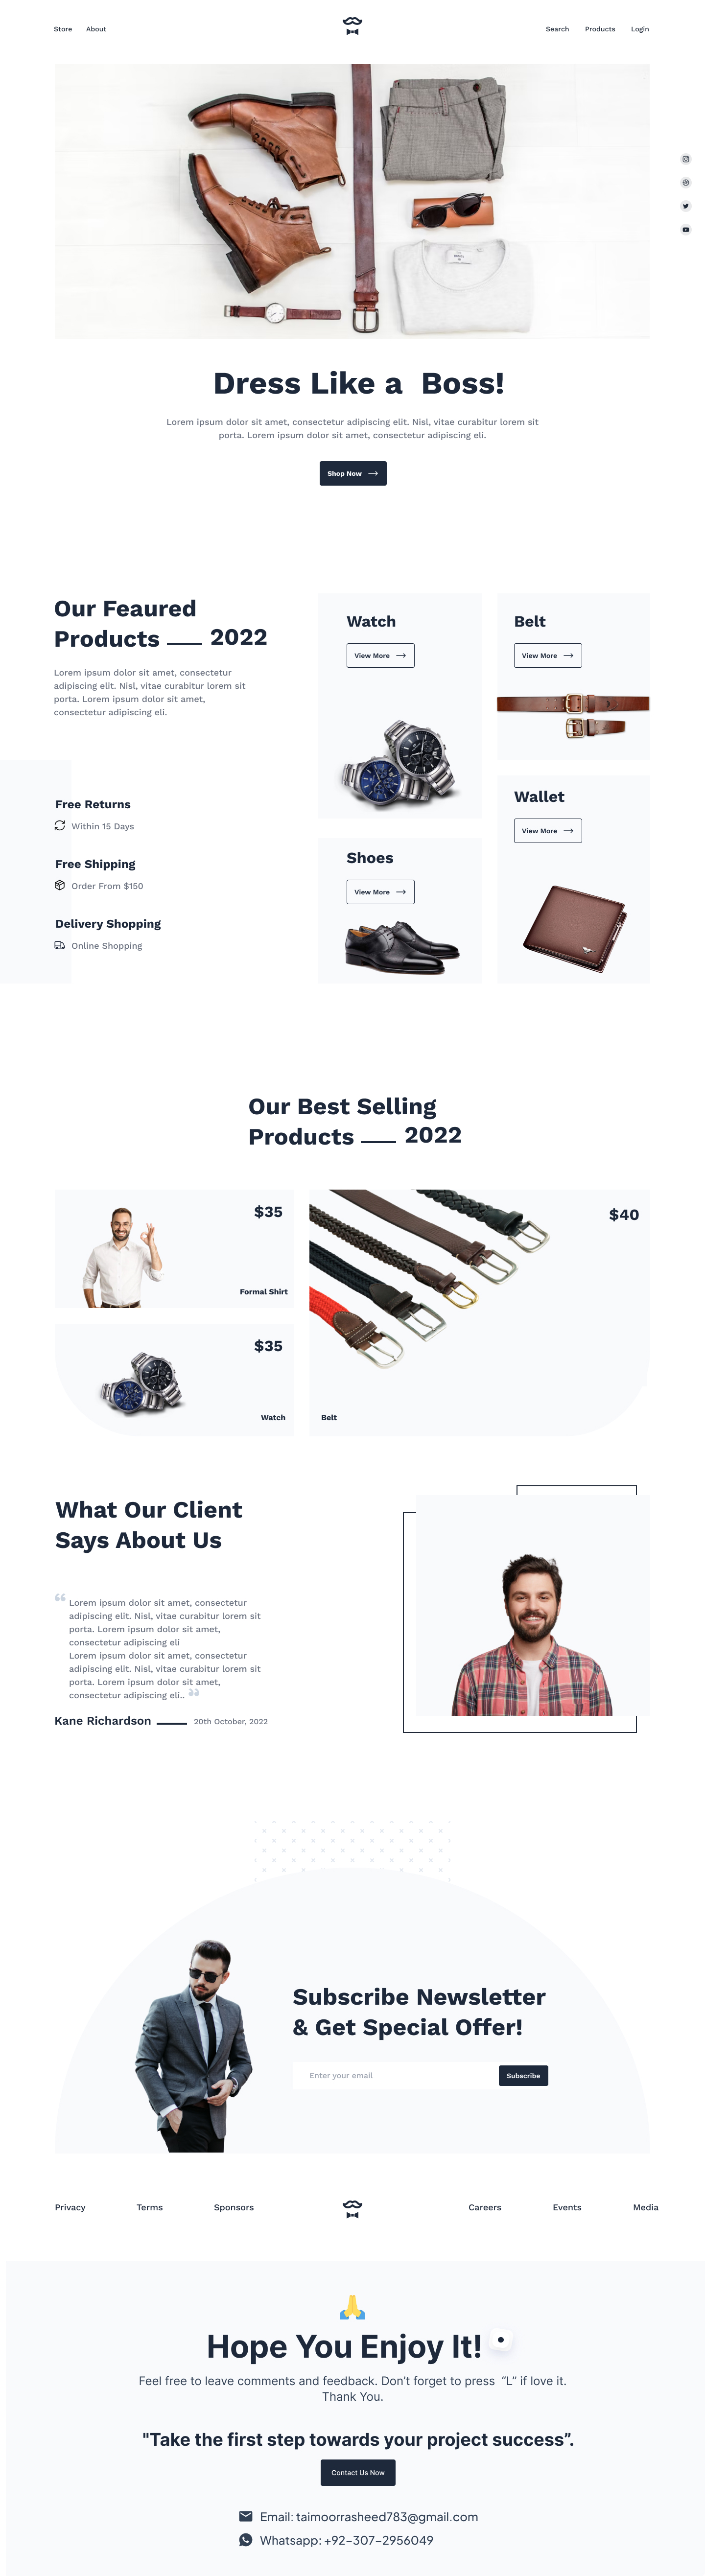 Store
About
Search
Products
Login
Dress Like a  Boss!
Lorem ipsum dolor sit amet, consectetur adipiscing elit. Nisl, vitae curabitur lorem sit
porta. Lorem ipsum dolor sit amet, consectetur adipiscing eli.
Shop Now
Our Feaured
Products 2022
Lorem ipsum dolor sit amet, consectetur
adipiscing elit. Nisl, vitae curabitur lorem sit
porta. Lorem ipsum dolor sit amet,
consectetur adipiscing eli.
Free Returns
Within 15 Days
Free Shipping
Order From $150
Delivery Shopping
Online Shopping
Watch
View More
Belt
View More
Shoes
View More
Wallet
View More
Our Best Selling
Products 2022
$35
Formal Shirt
$35
Watch
$40
Belt
What Our Client
Says About Us
“ Lorem ipsum dolor sit amet, consectetur
adipiscing elit. Nisl, vitae curabitur lorem sit
porta. Lorem ipsum dolor sit amet,
consectetur adipiscing eli
Lorem ipsum dolor sit amet, consectetur
adipiscing elit. Nisl, vitae curabitur lorem sit
porta. Lorem ipsum dolor sit amet,
consectetur adipiscing eli.. ”
Kane Richardson 20th October, 2022
Subscribe Newsletter
& Get Special Offer!
Enter your email
Subscribe
Privacy
Terms
Sponsors
Careers
Events
Media
🙏
Hope You Enjoy It!
Feel free to leave comments and feedback. Don’t forget to press  “L” if love it.
Thank You.
"Take the first step towards your project success”.
Contact Us Now
Email: taimoorrasheed783@gmail.com
Whatsapp: +92-307-2956049